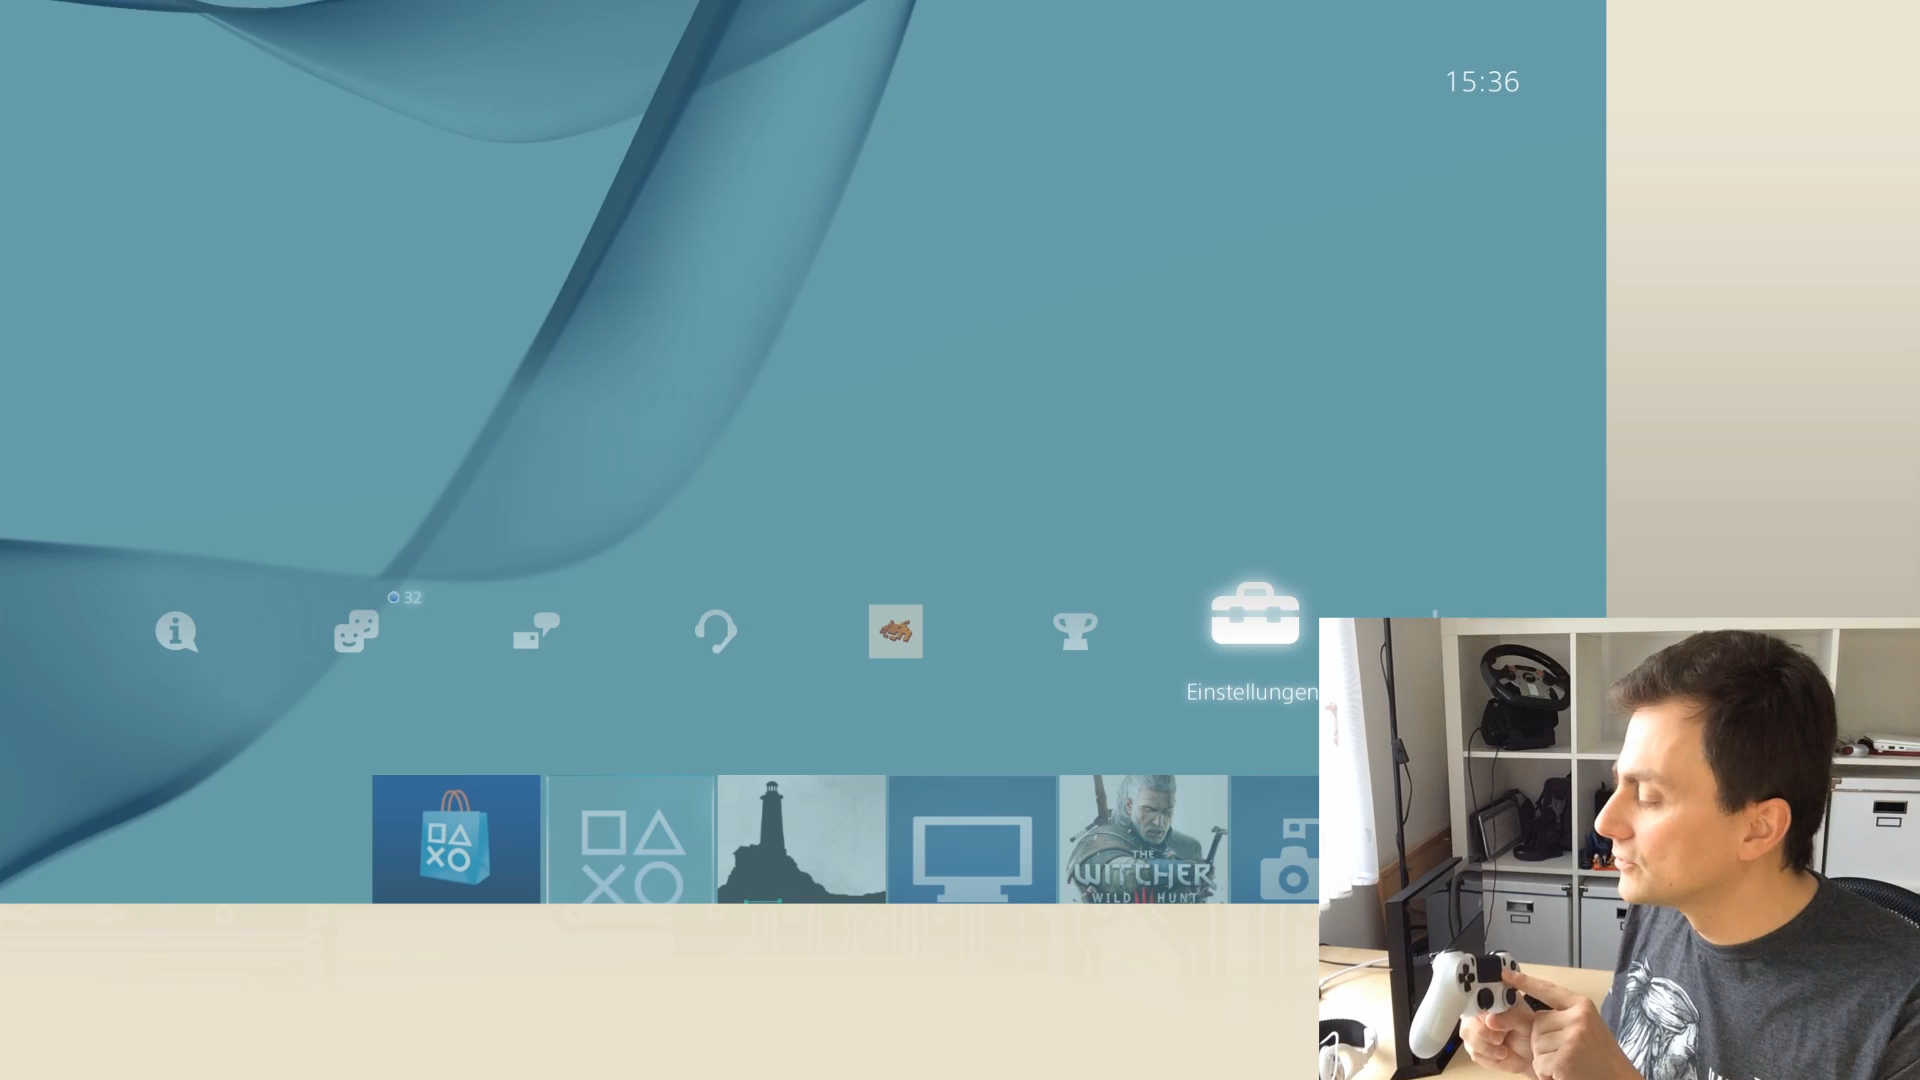 15:36
32
Einstellungen
THE
WITCHER
WILD HUNT